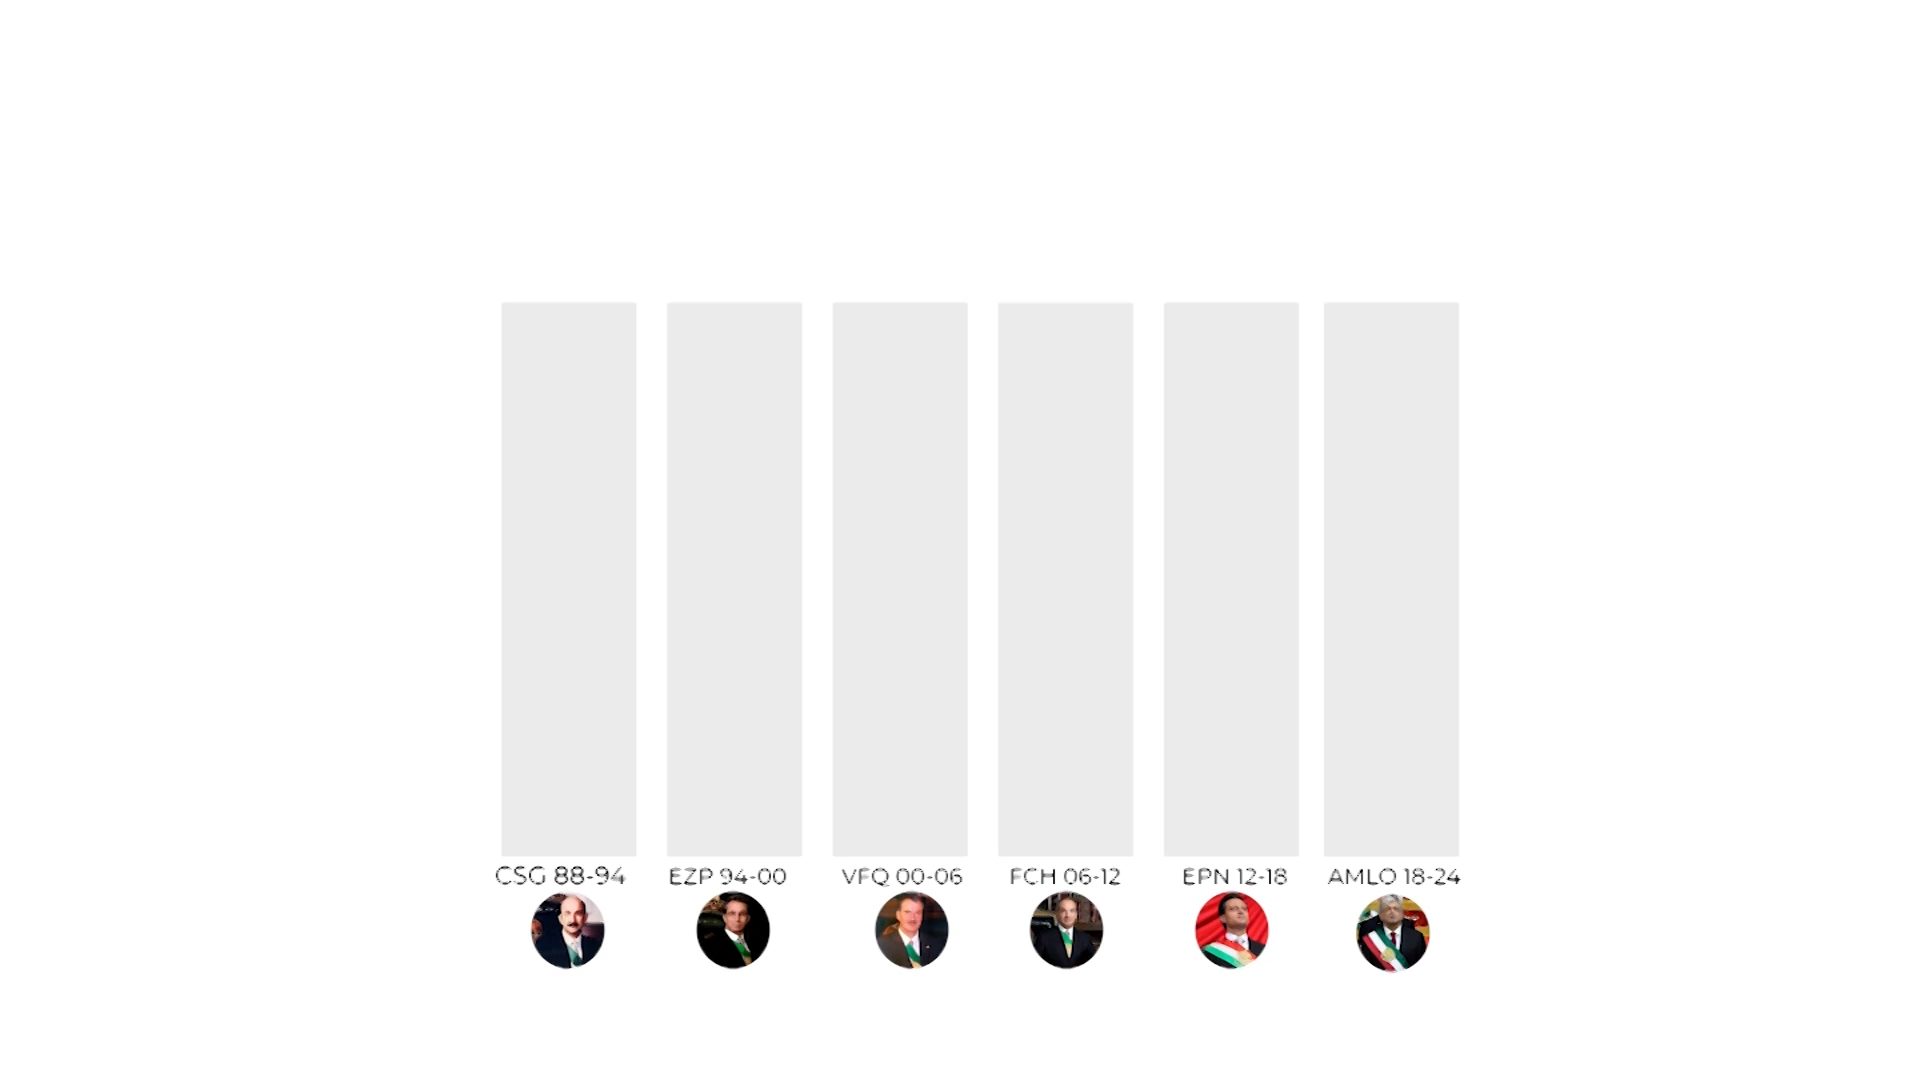 CSG 88-94
EZP 94-00
VFQ 00-06
FCH 06-12
EPN 12-18
AMLO 18-24